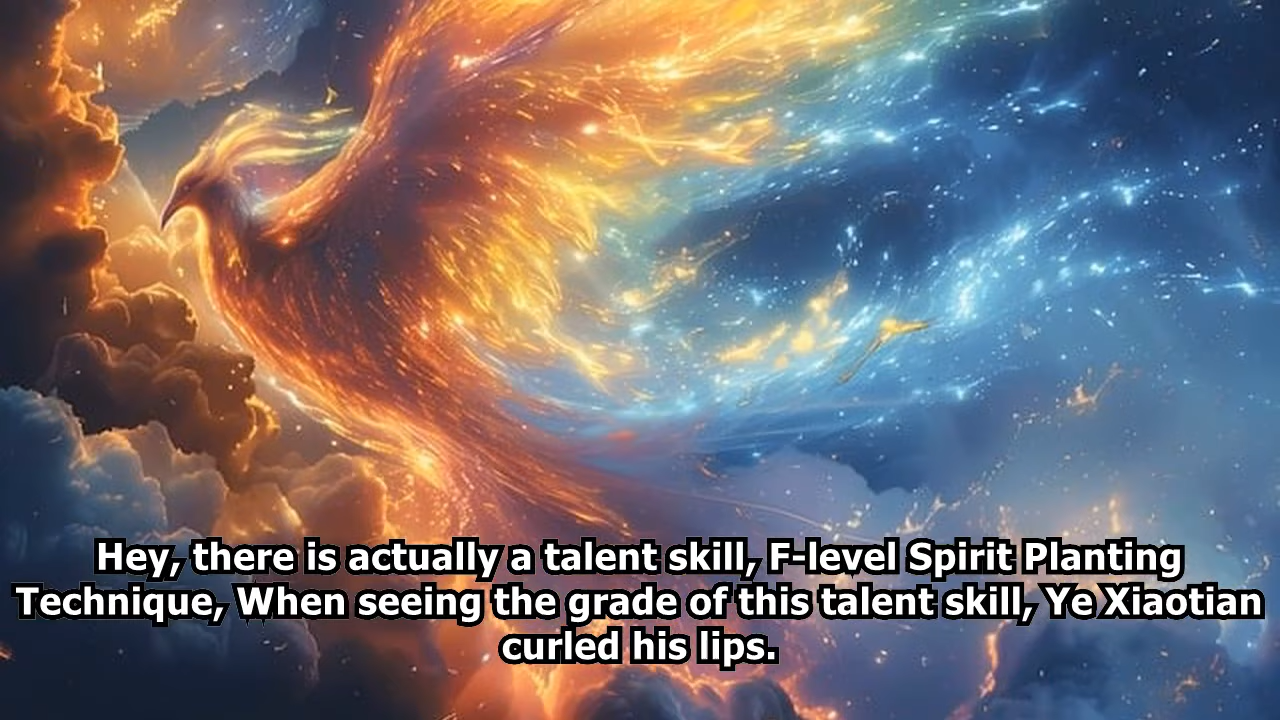 Hey, there is actually a talent skill, F-level Spirit Planting
Technique, When seeing the grade of this talent skill, Ye Xiaotian
curled his lips.